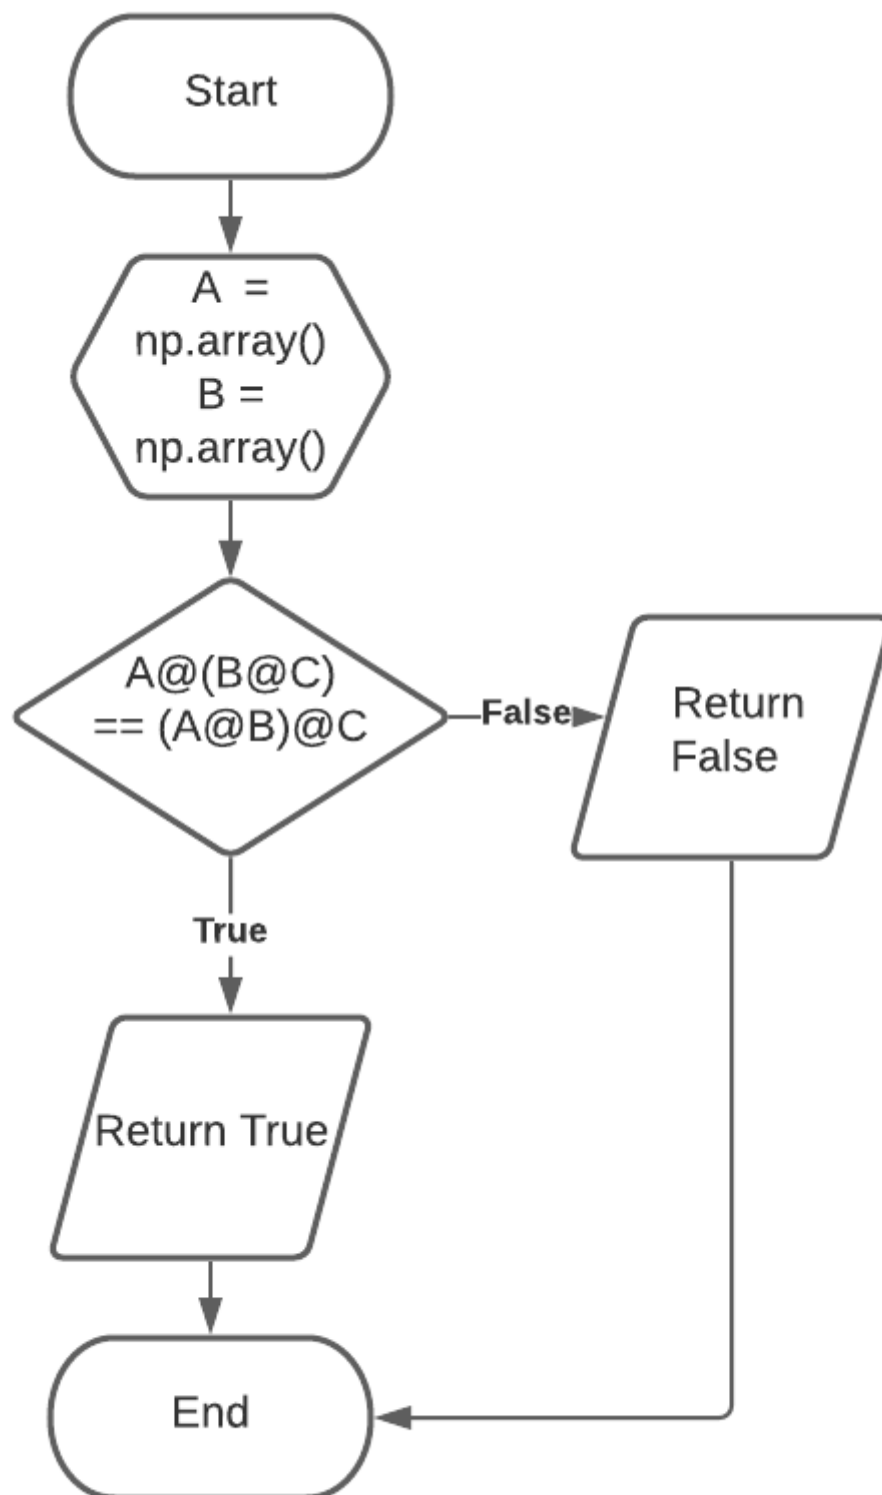 Start
A  =
np.array()
B =
np.array()
A@(B@C)
== (A@B)@C
False
Return
False
True
Return True
End